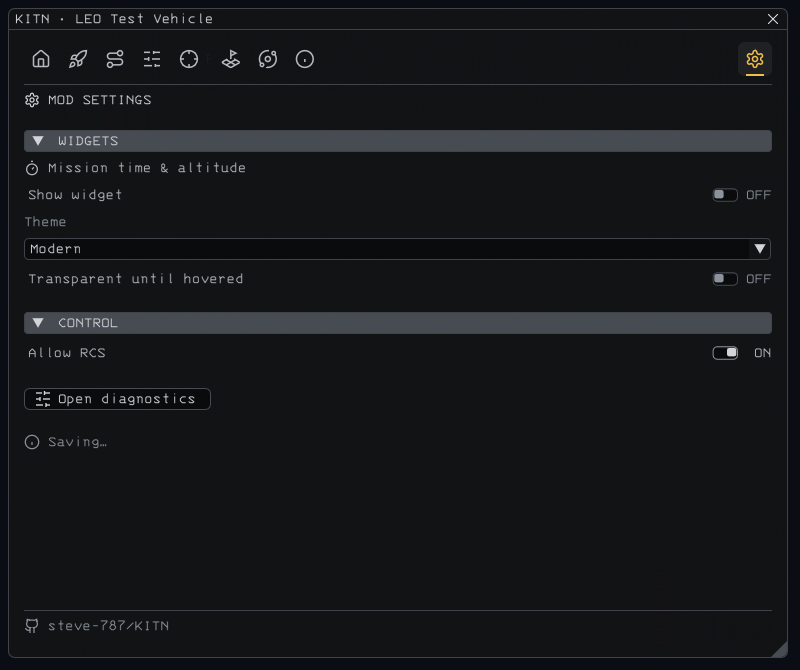 KITN · LEO Test Vehicle
MOD SETTINGS
WIDGETS
Mission time & altitude
Show widget OFF
Theme
Modern
Transparent until hovered OFF
CONTROL
Allow RCS ON
Open diagnostics
Saving…
steve-787/KITN